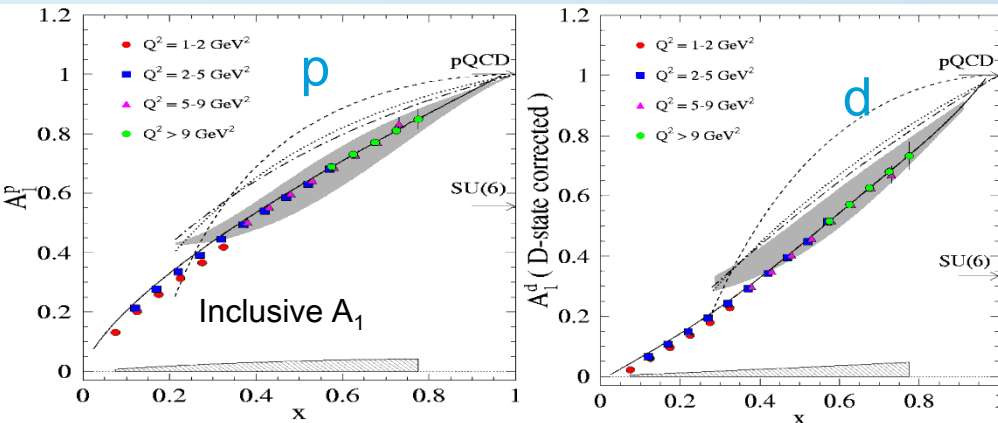 1.2
1
0.8
0.6
0.4
0.2
0
A₁ᵖ
Q² = 1-2 GeV²
Q² = 2-5 GeV²
Q² = 5-9 GeV²
Q² > 9 GeV²
p
pQCD
SU(6)
Inclusive A₁
0 0.2 0.4 0.6 0.8 1
x
1.2
1
0.8
0.6
0.4
0.2
0
A₁ᵈ ( D-state corrected)
Q² = 1-2 GeV²
Q² = 2-5 GeV²
Q² = 5-9 GeV²
Q² > 9 GeV²
d
pQCD
SU(6)
0 0.2 0.4 0.6 0.8 1
x